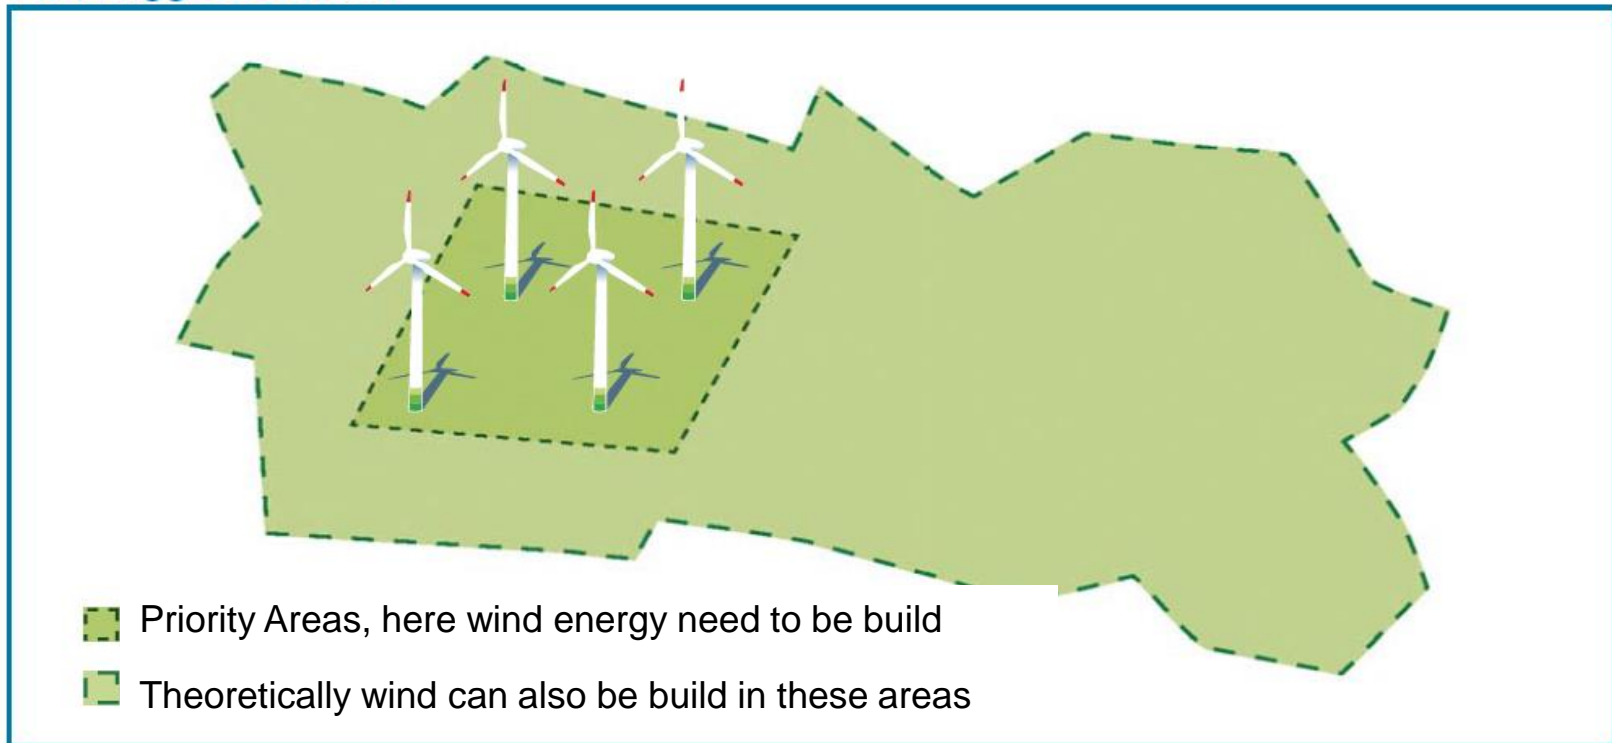 Priority Areas, here wind energy need to be build
Theoretically wind can also be build in these areas